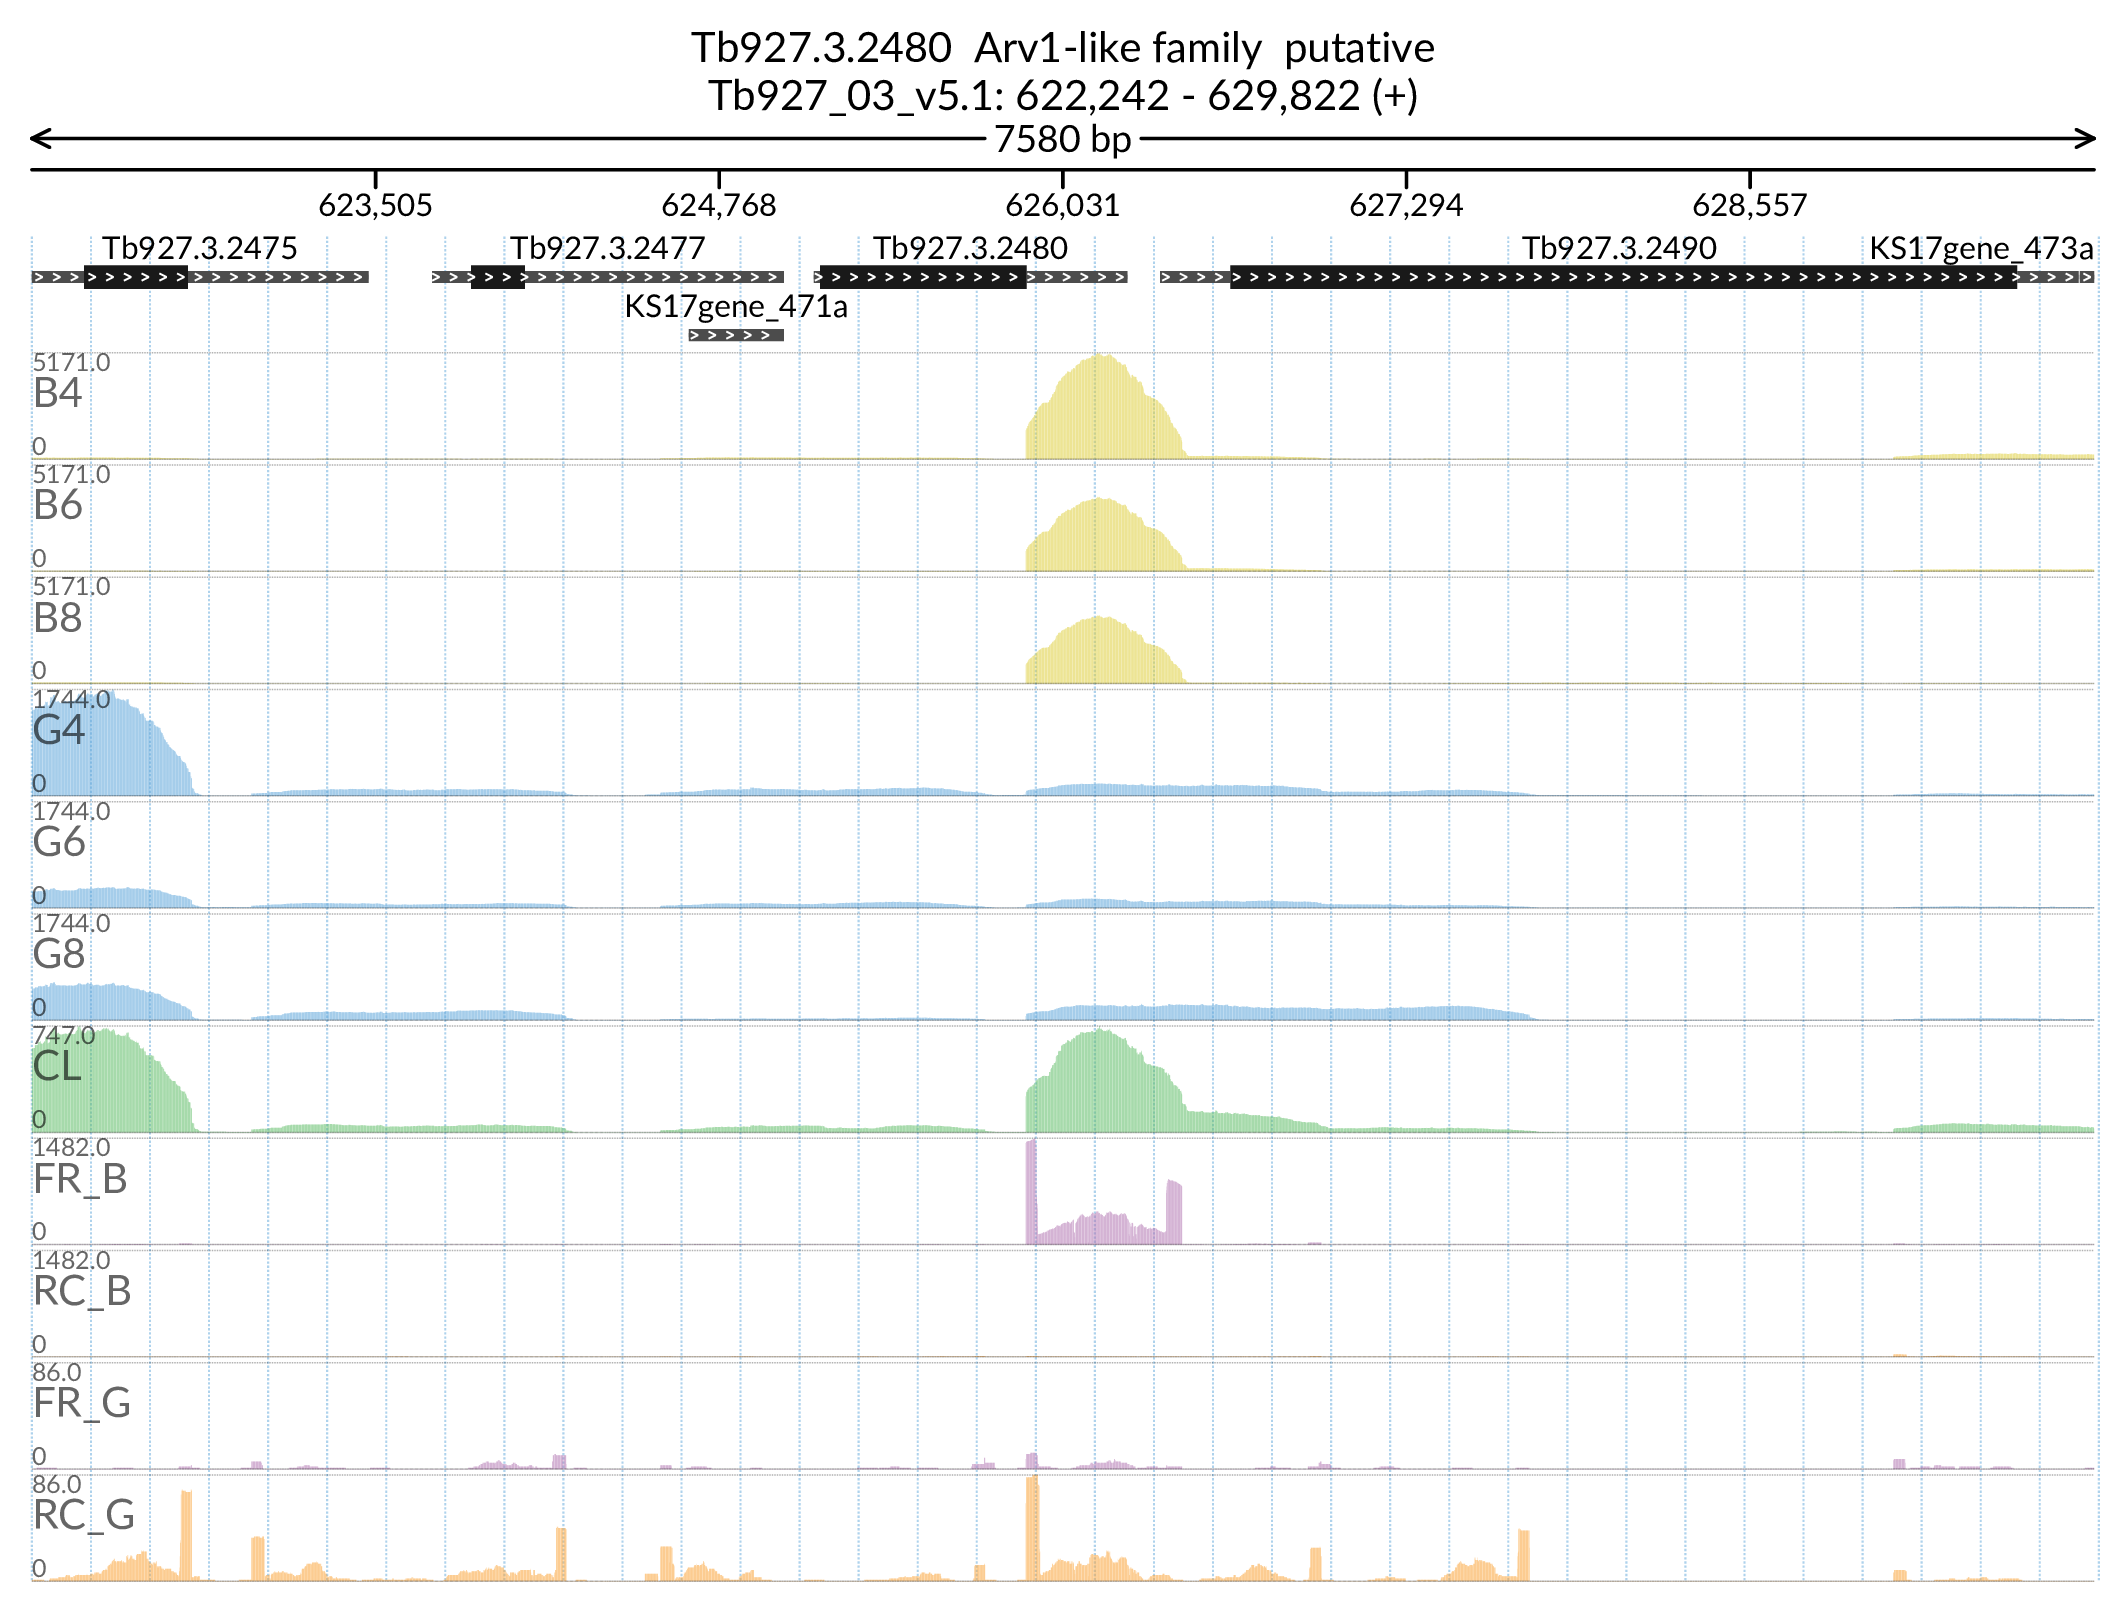 Tb927.3.2480  Arv1-like family  putative
Tb927_03_v5.1: 622,242 - 629,822 (+)
7580 bp
623,505 624,768 626,031 627,294 628,557
Tb927.3.2475 Tb927.3.2477 Tb927.3.2480 Tb927.3.2490 KS17gene_473a
KS17gene_471a
5171.0
B4
0
5171.0
B6
0
5171.0
B8
0
1744.0
G4
0
1744.0
G6
0
1744.0
G8
0
747.0
CL
0
1482.0
FR_B
0
1482.0
RC_B
0
86.0
FR_G
0
86.0
RC_G
0